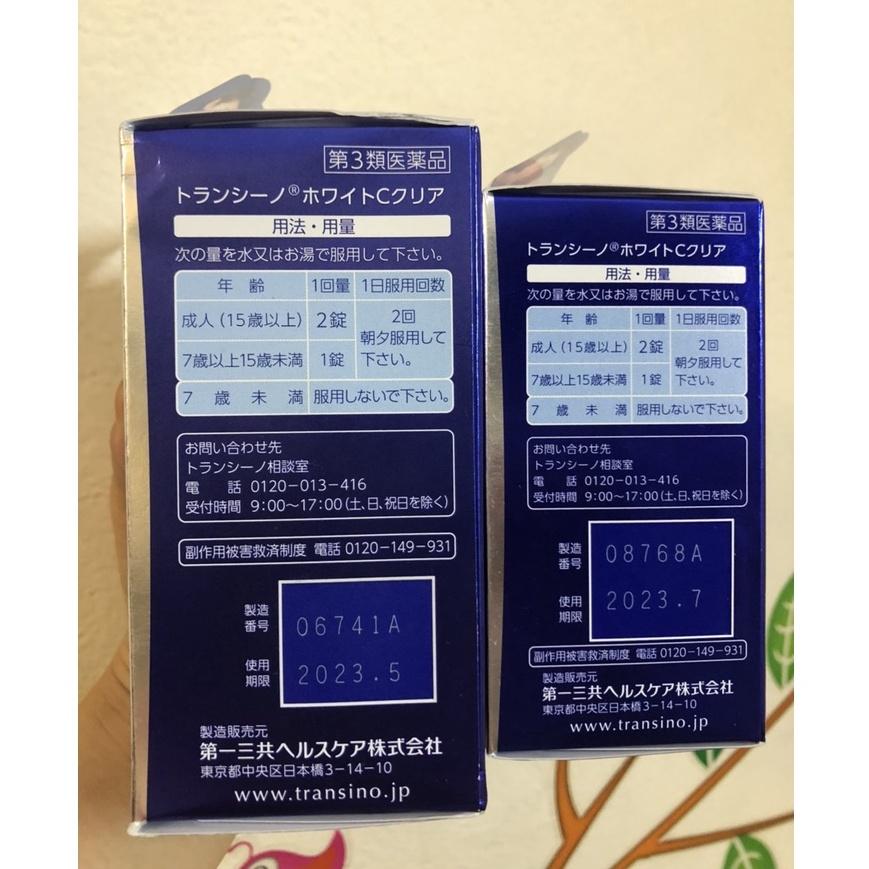 第3類医薬品
トランシーノ®ホワイトCクリア
用法・用量
次の量を水又はお湯で服用して下さい。
年 齢 1回量 1日服用回数
成人(15歳以上) 2錠 2回
朝夕服用して
7歳以上15歳未満 1錠 下さい。
7 歳 未 満 服用しないで下さい。
お問い合わせ先
トランシーノ相談室
電 話 0120-013-416
受付時間 9:00〜17:00(土、日、祝日を除く)
副作用被害救済制度 電話 0120-149-931
製造
番号 06741A
使用
期限 2023.5
製造販売元
第一三共ヘルスケア株式会社
東京都中央区日本橋3-14-10
www.transino.jp
第3類医薬品
トランシーノ®ホワイトCクリア
用法・用量
次の量を水又はお湯で服用して下さい。
年 齢 1回量 1日服用回数
成人(15歳以上) 2錠 2回
朝夕服用して
7歳以上15歳未満 1錠 下さい。
7 歳 未 満 服用しないで下さい。
お問い合わせ先
トランシーノ相談室
電 話 0120-013-416
受付時間 9:00〜17:00(土、日、祝日を除く)
製造
番号 08768A
使用
期限 2023.7
副作用被害救済制度 電話 0120-149-931
製造販売元
第一三共ヘルスケア株式会社
東京都中央区日本橋3-14-10
www.transino.jp